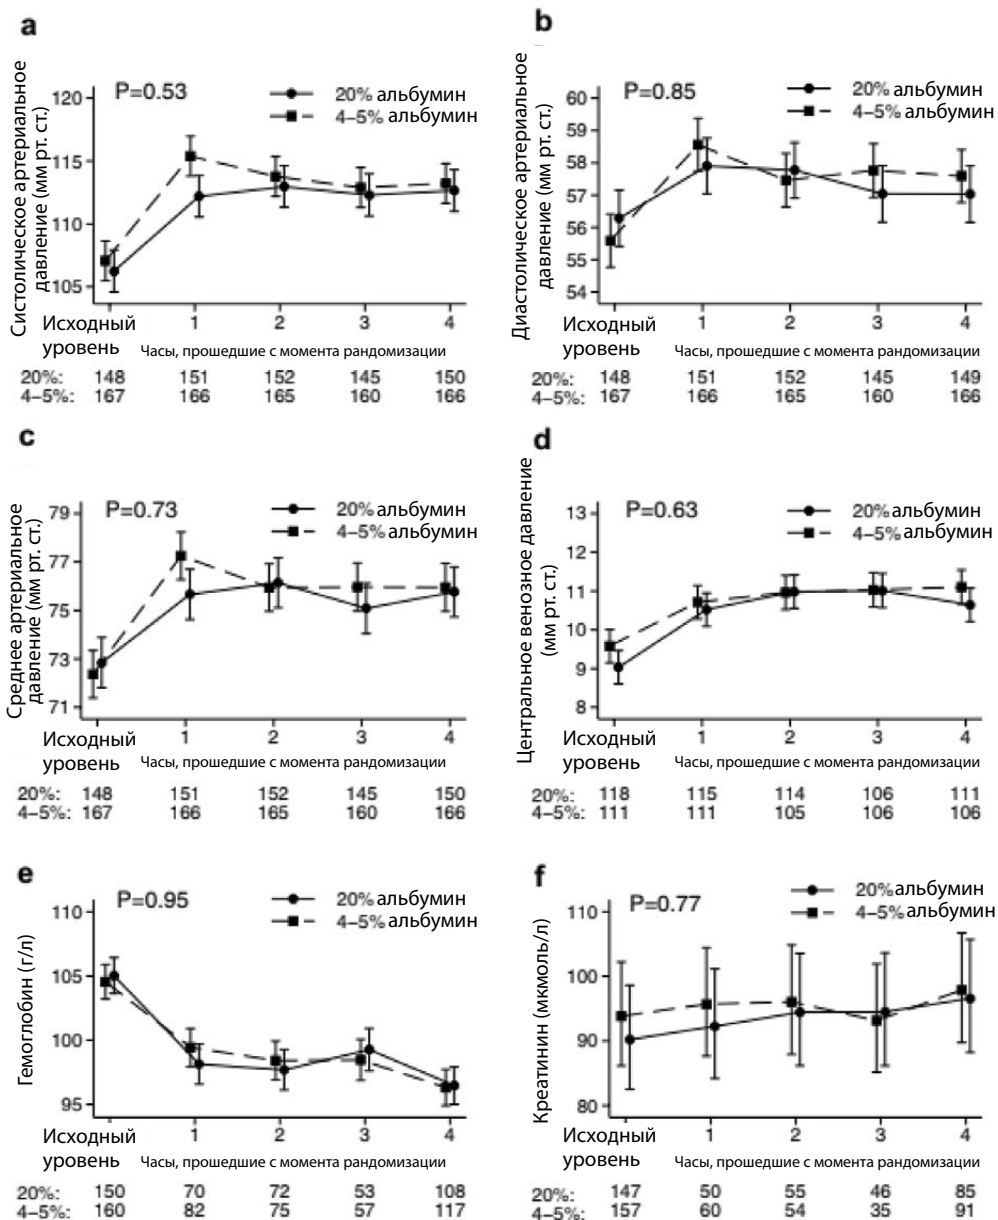 a
Систолическое артериальное
давление (мм рт. ст.)
P=0.53
20% альбумин
4–5% альбумин
120
115
110
105
Исходный
уровень
1 2 3 4
Часы, прошедшие с момента рандомизации
20%: 148 151 152 145 150
4–5%: 167 166 165 160 166
b
Диастолическое артериальное
давление (мм рт. ст.)
P=0.85
20% альбумин
4–5% альбумин
60
59
58
57
56
55
54
Исходный
уровень
1 2 3 4
Часы, прошедшие с момента рандомизации
20%: 148 151 152 145 149
4–5%: 167 166 165 160 166
c
Среднее артериальное
давление (мм рт. ст.)
P=0.73
20% альбумин
4–5% альбумин
79
77
75
73
71
Исходный
уровень
1 2 3 4
Часы, прошедшие с момента рандомизации
20%: 148 151 152 145 150
4–5%: 167 166 165 160 166
d
Центральное венозное давление
(мм рт. ст.)
P=0.63
20% альбумин
4–5% альбумин
13
12
11
10
9
8
Исходный
уровень
1 2 3 4
Часы, прошедшие с момента рандомизации
20%: 118 115 114 106 111
4–5%: 111 111 105 106 106
e
Гемоглобин (г/л)
P=0.95
20% альбумин
4–5% альбумин
110
105
100
95
Исходный
уровень
1 2 3 4
Часы, прошедшие с момента рандомизации
20%: 150 70 72 53 108
4–5%: 160 82 75 57 117
f
Креатинин (мкмоль/л)
P=0.77
20% альбумин
4–5% альбумин
110
100
90
80
Исходный
уровень
1 2 3 4
Часы, прошедшие с момента рандомизации
20%: 147 50 55 46 85
4–5%: 157 60 54 35 91